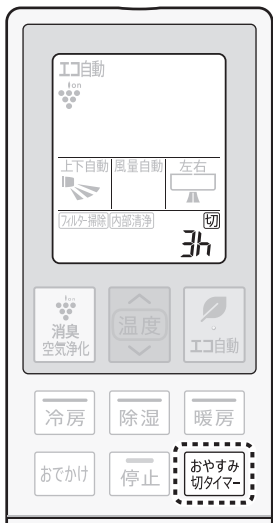 エコ自動
ion
上下自動 風量自動 左右
フィルター掃除 内部清浄 切
3h
ion
消臭
空気浄化
温度
エコ自動
冷房 除湿 暖房
おでかけ 停止 おやすみ
切タイマー